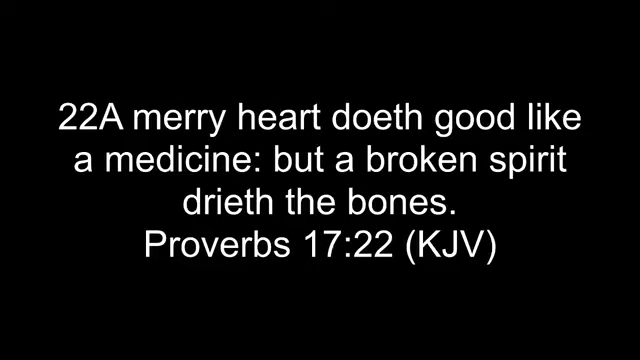 22A merry heart doeth good like
a medicine: but a broken spirit
drieth the bones.
Proverbs 17:22 (KJV)